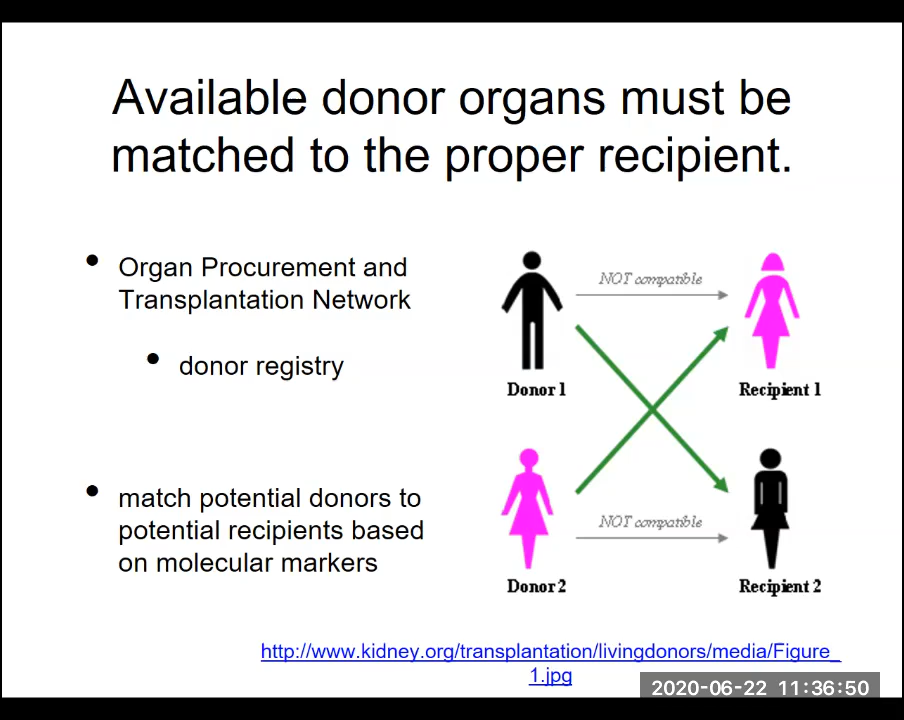 Available donor organs must be
matched to the proper recipient.
• Organ Procurement and
Transplantation Network
• donor registry
• match potential donors to
potential recipients based
on molecular markers
NOT compatible
Donor 1
Recipient 1
NOT compatible
Donor 2
Recipient 2
http://www.kidney.org/transplantation/livingdonors/media/Figure_
1.jpg
2020-06-22 11:36:50